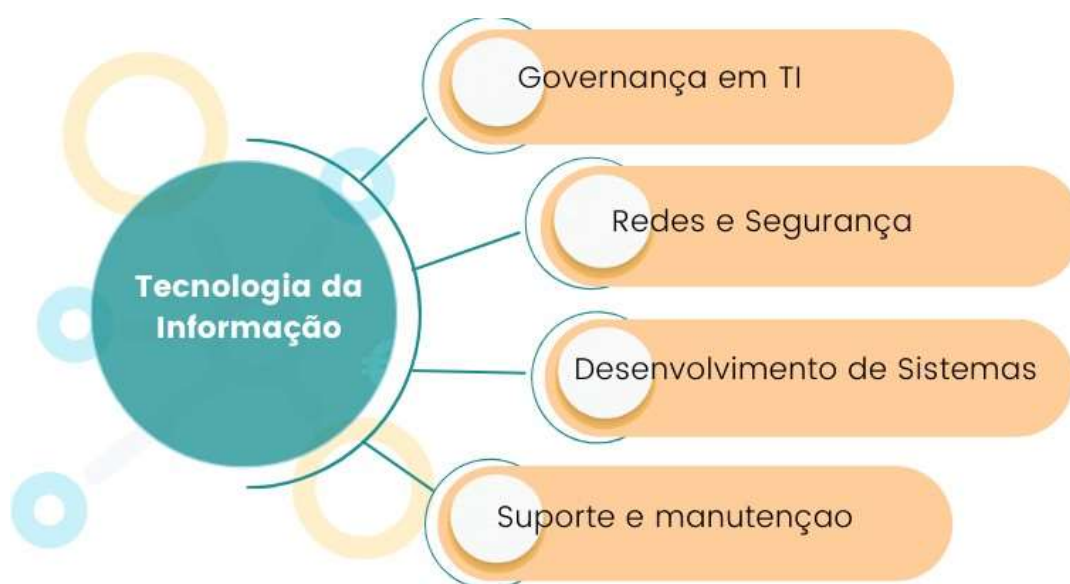 Governança em TI
Redes e Segurança
Tecnologia da
Informação
Desenvolvimento de Sistemas
Suporte e manutençao